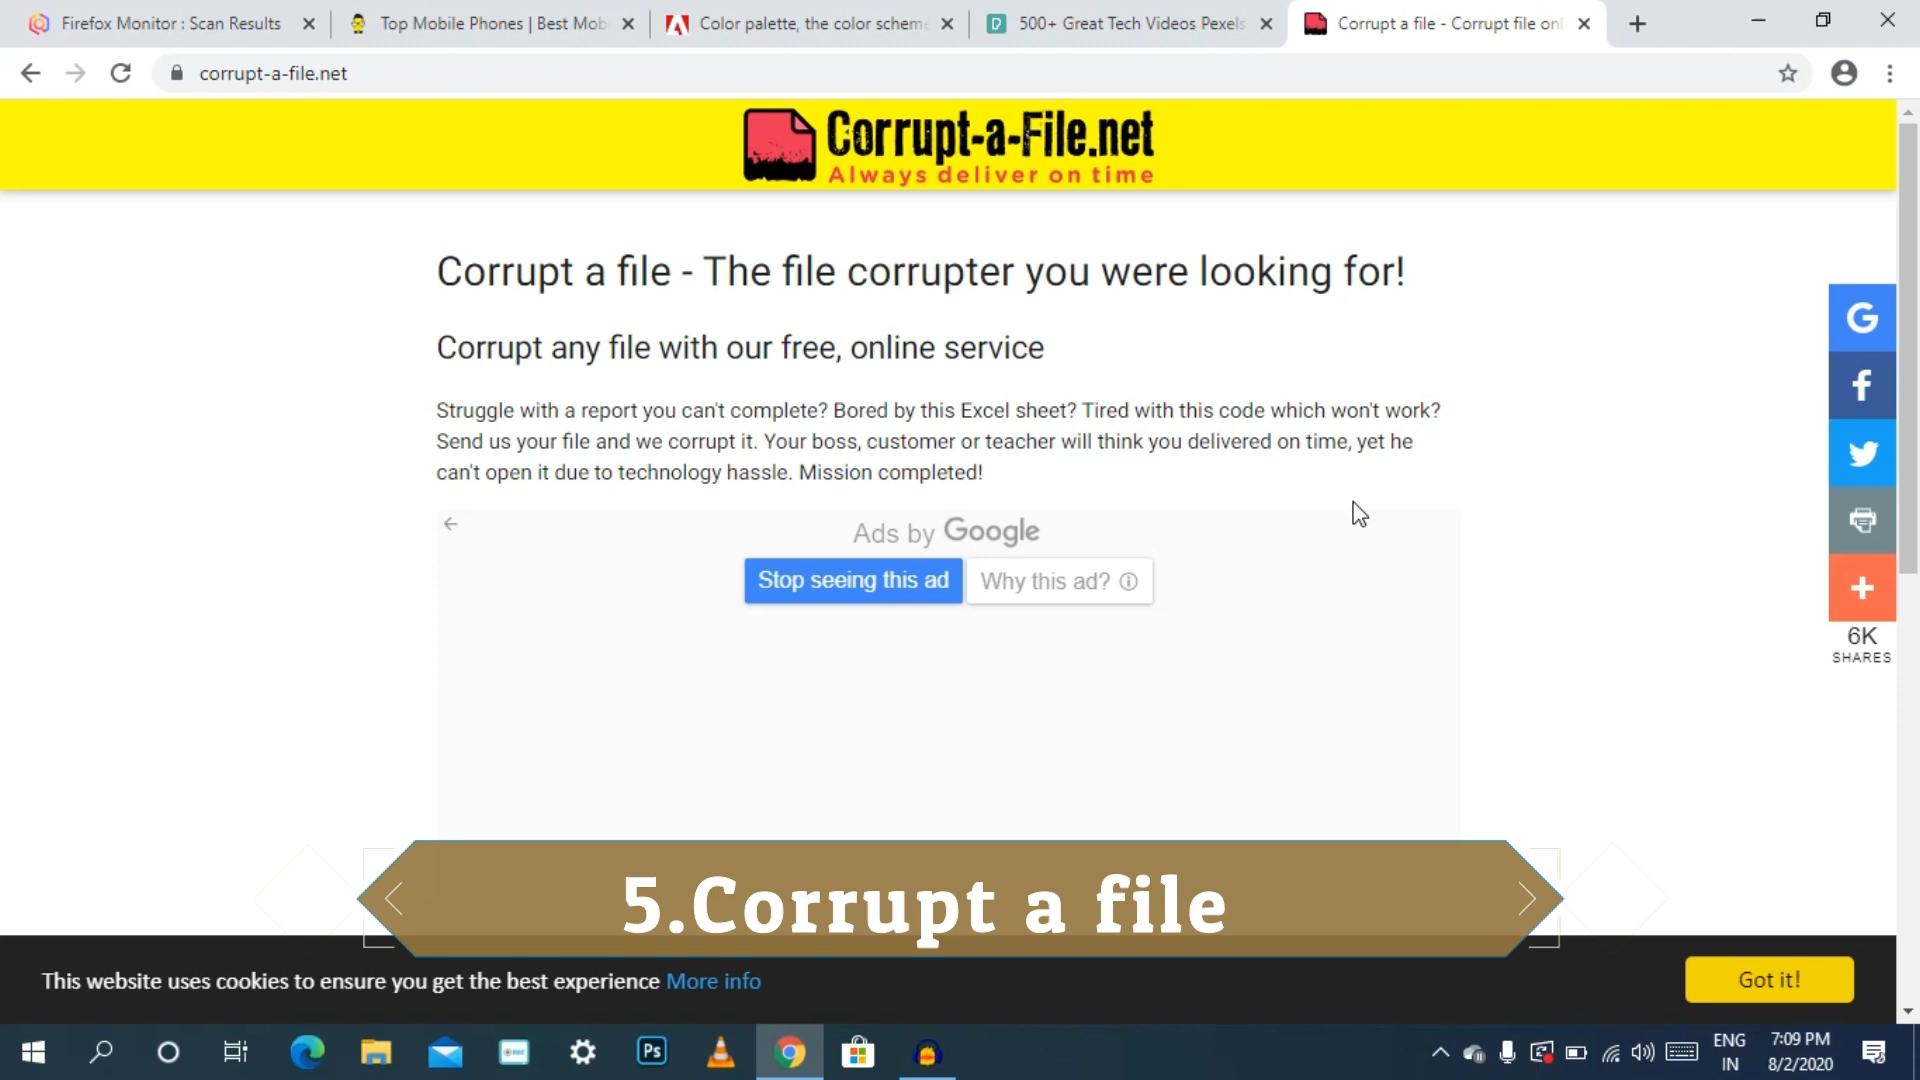 Firefox Monitor : Scan Results
Top Mobile Phones | Best Mob
Color palette, the color scheme
500+ Great Tech Videos Pexels
Corrupt a file - Corrupt file onl
corrupt-a-file.net
Corrupt-a-File.net
Always deliver on time
Corrupt a file - The file corrupter you were looking for!
Corrupt any file with our free, online service
Struggle with a report you can't complete? Bored by this Excel sheet? Tired with this code which won't work?
Send us your file and we corrupt it. Your boss, customer or teacher will think you delivered on time, yet he
can't open it due to technology hassle. Mission completed!
Ads by Google
Stop seeing this ad
Why this ad?
6K
SHARES
5.Corrupt a file
This website uses cookies to ensure you get the best experience More info
Got it!
Ps
ENG
IN
7:09 PM
8/2/2020